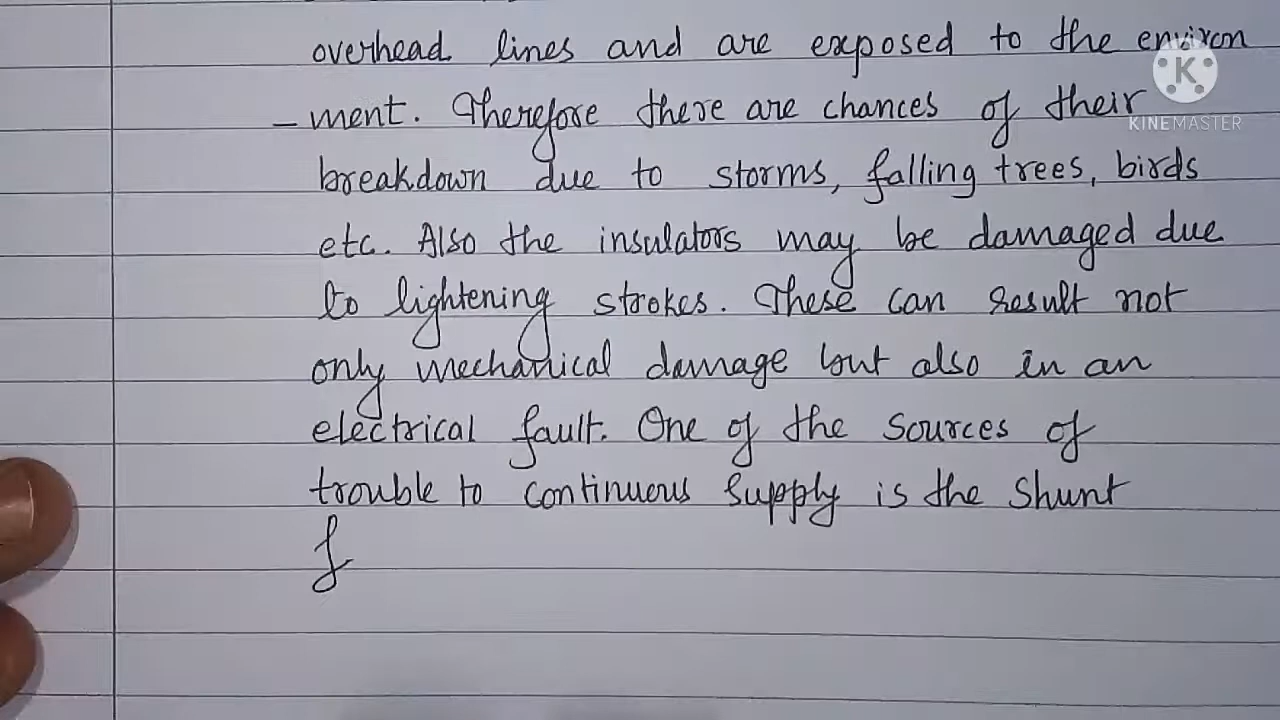 overhead lines and are exposed to the environ
K
- ment. Therefore there are chances of their
KINEMASTER
breakdown due to storms, falling trees, birds
etc. Also the insulators may be damaged due
to lightening strokes. These can result not
only mechanical damage but also in an
electrical fault. One of the sources of
trouble to continuous supply is the shunt
f